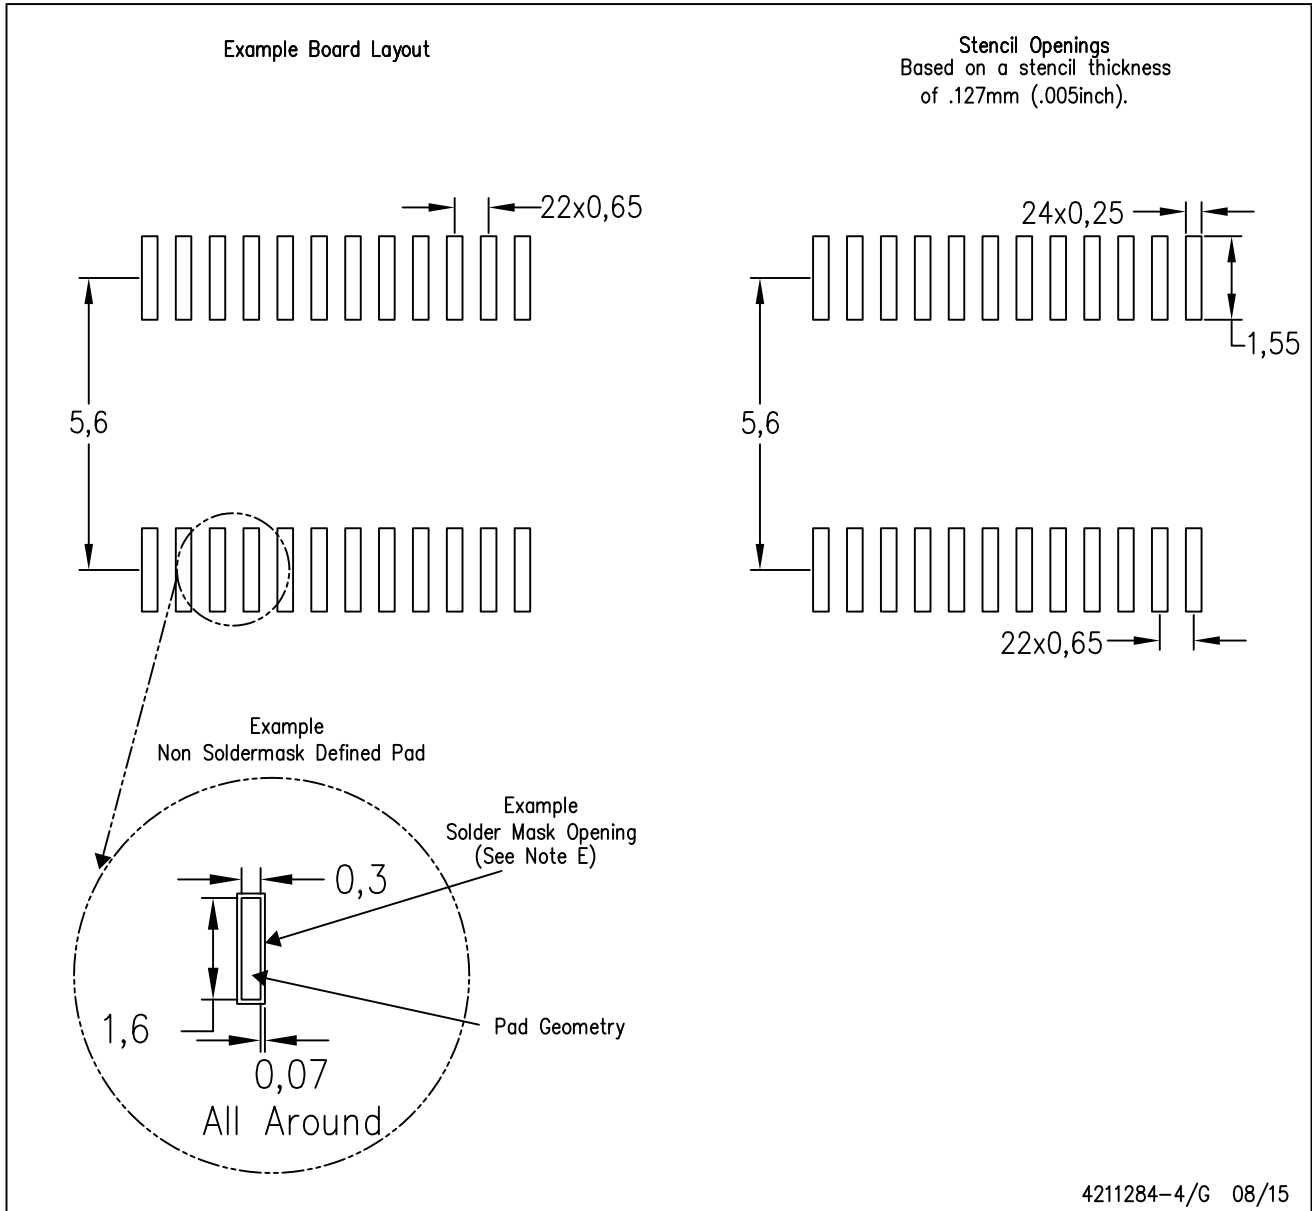 Example Board Layout
Stencil Openings
Based on a stencil thickness
of .127mm (.005inch).
22x0,65
24x0,25
1,55
5,6
5,6
22x0,65
Example
Non Soldermask Defined Pad
Example
Solder Mask Opening
(See Note E)
0,3
1,6
Pad Geometry
0,07
All Around
4211284-4/G 08/15